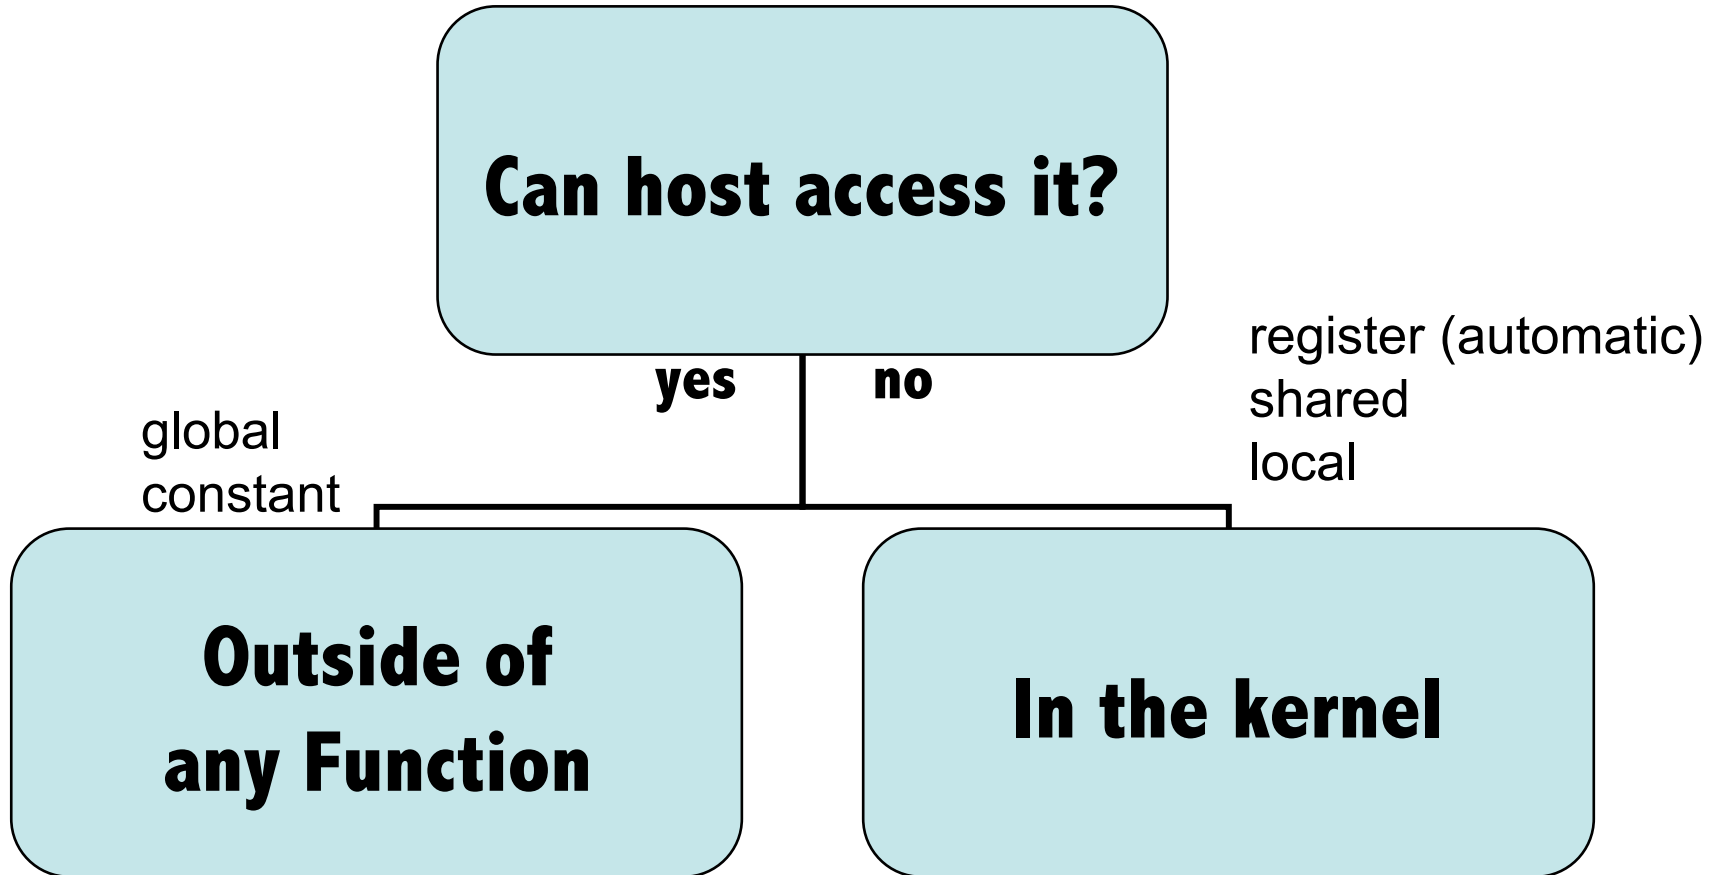 Can host access it?
yes
no
global
constant
register (automatic)
shared
local
Outside of
any Function
In the kernel